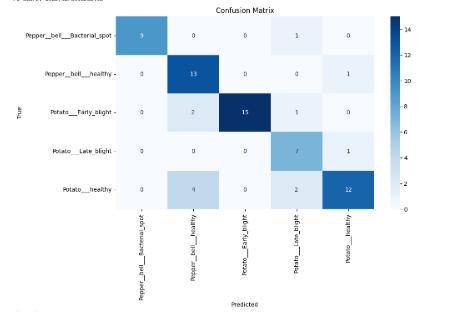 Confusion Matrix
Pepper__bell___Bacterial_spot
9 0 0 1 0
Pepper__bell___healthy
0 13 0 0 1
Potato___Early_blight
0 2 15 1 0
Potato___Late_blight
0 0 0 7 1
Potato___healthy
0 4 0 2 12
True
14
12
10
8
6
4
2
0
Pepper__bell___Bacterial_spot
Pepper__bell___healthy
Potato___Early_blight
Potato___Late_blight
Potato___healthy
Predicted